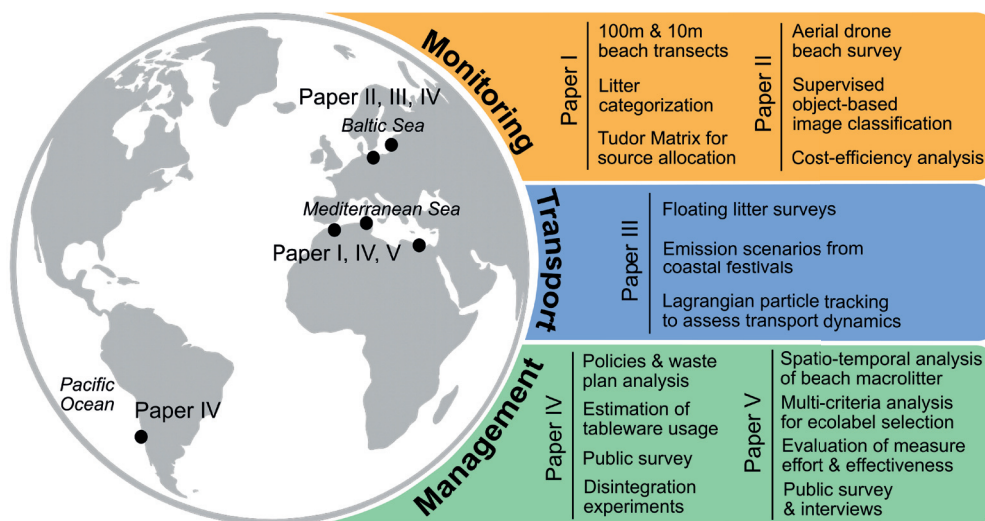 Paper II, III, IV
Baltic Sea
Mediterranean Sea
Paper I, IV, V
Pacific
Ocean
Paper IV
Monitoring
Paper I
100m & 10m
beach transects
Litter
categorization
Tudor Matrix for
source allocation
Paper II
Aerial drone
beach survey
Supervised
object-based
image classification
Cost-efficiency analysis
Transport
Paper III
Floating litter surveys
Emission scenarios from
coastal festivals
Lagrangian particle tracking
to assess transport dynamics
Management
Paper IV
Policies & waste
plan analysis
Estimation of
tableware usage
Public survey
Disintegration
experiments
Paper V
Spatio-temporal analysis
of beach macrolitter
Multi-criteria analysis
for ecolabel selection
Evaluation of measure
effort & effectiveness
Public survey
& interviews